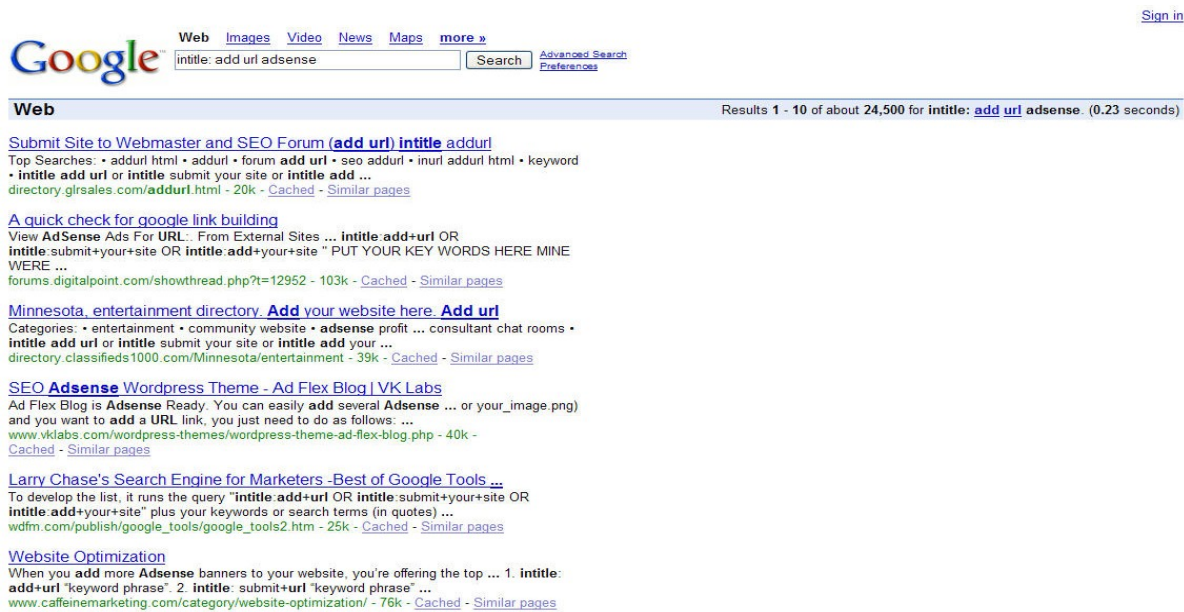 Sign in
Web Images Video News Maps more »
Google™
intitle: add url adsense Search Advanced Search
Preferences
Web Results 1 - 10 of about 24,500 for intitle: add url adsense. (0.23 seconds)
Submit Site to Webmaster and SEO Forum (add url) intitle addurl
Top Searches: • addurl html • addurl • forum add url • seo addurl • inurl addurl html • keyword
• intitle add url or intitle submit your site or intitle add ...
directory.glrsales.com/addurl.html - 20k - Cached - Similar pages
A quick check for google link building
View AdSense Ads For URL:. From External Sites ... intitle:add+url OR
intitle:submit+your+site OR intitle:add+your+site " PUT YOUR KEY WORDS HERE MINE
WERE ...
forums.digitalpoint.com/showthread.php?t=12952 - 103k - Cached - Similar pages
Minnesota, entertainment directory. Add your website here. Add url
Categories: • entertainment • community website • adsense profit ... consultant chat rooms •
intitle add url or intitle submit your site or intitle add your ...
directory.classifieds1000.com/Minnesota/entertainment - 39k - Cached - Similar pages
SEO Adsense Wordpress Theme - Ad Flex Blog | VK Labs
Ad Flex Blog is Adsense Ready. You can easily add several Adsense ... or your_image.png)
and you want to add a URL link, you just need to do as follows: ...
www.vklabs.com/wordpress-themes/wordpress-theme-ad-flex-blog.php - 40k -
Cached - Similar pages
Larry Chase's Search Engine for Marketers -Best of Google Tools ...
To develop the list, it runs the query "intitle:add+url OR intitle:submit+your+site OR
intitle:add+your+site" plus your keywords or search terms (in quotes) ...
wdfm.com/publish/google_tools/google_tools2.htm - 25k - Cached - Similar pages
Website Optimization
When you add more Adsense banners to your website, you're offering the top ... 1. intitle:
add+url “keyword phrase”. 2. intitle: submit+url “keyword phrase” ...
www.caffeinemarketing.com/category/website-optimization/ - 76k - Cached - Similar pages